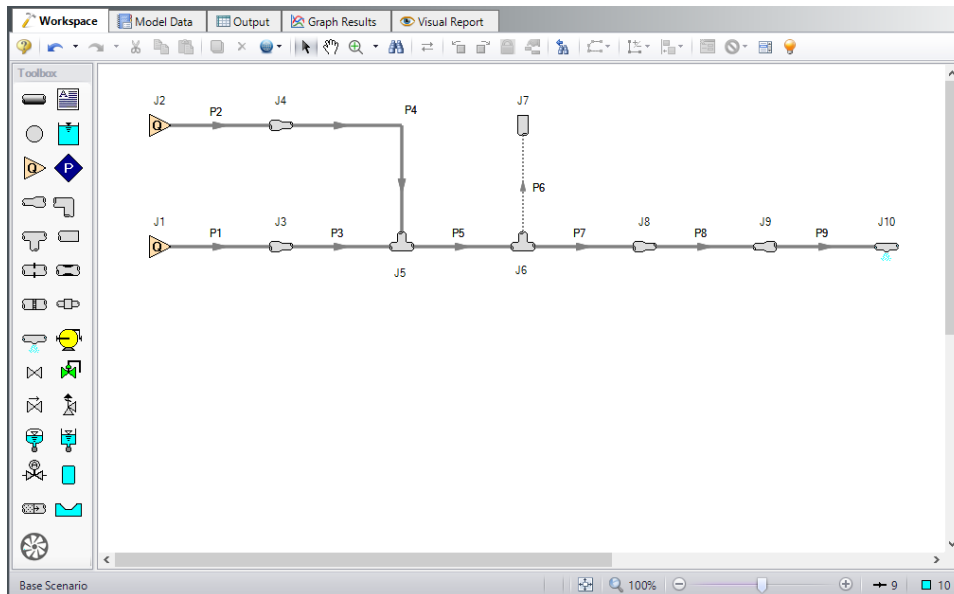 Workspace Model Data Output Graph Results Visual Report
Toolbox
A
J2 P2 J4 P4 J7
Q
Q P
P6
J1 P1 J3 P3 P5 P7 J8 P8 J9 P9 J10
Q
J5 J6
Base Scenario 100% 9 10